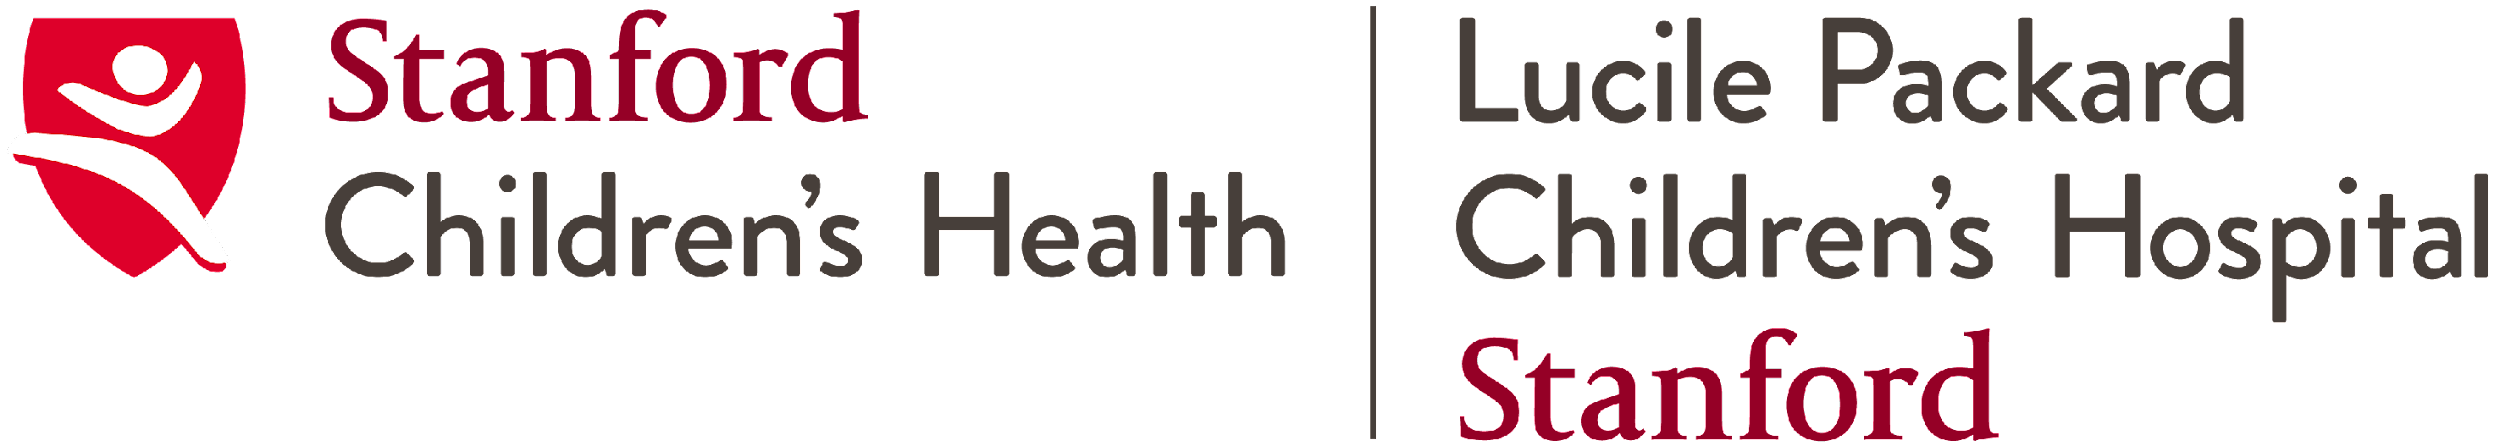 Stanford
Children's Health
Lucile Packard
Children's Hospital
Stanford